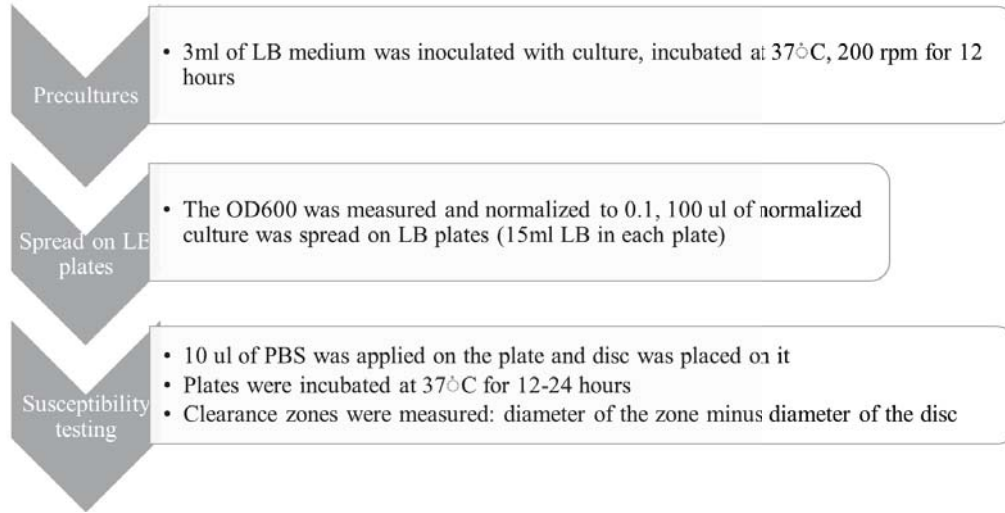 Precultures
• 3ml of LB medium was inoculated with culture, incubated at 37°C, 200 rpm for 12
hours
Spread on LB
plates
• The OD600 was measured and normalized to 0.1, 100 ul of normalized
culture was spread on LB plates (15ml LB in each plate)
Susceptibility
testing
• 10 ul of PBS was applied on the plate and disc was placed on it
• Plates were incubated at 37°C for 12-24 hours
• Clearance zones were measured: diameter of the zone minus diameter of the disc